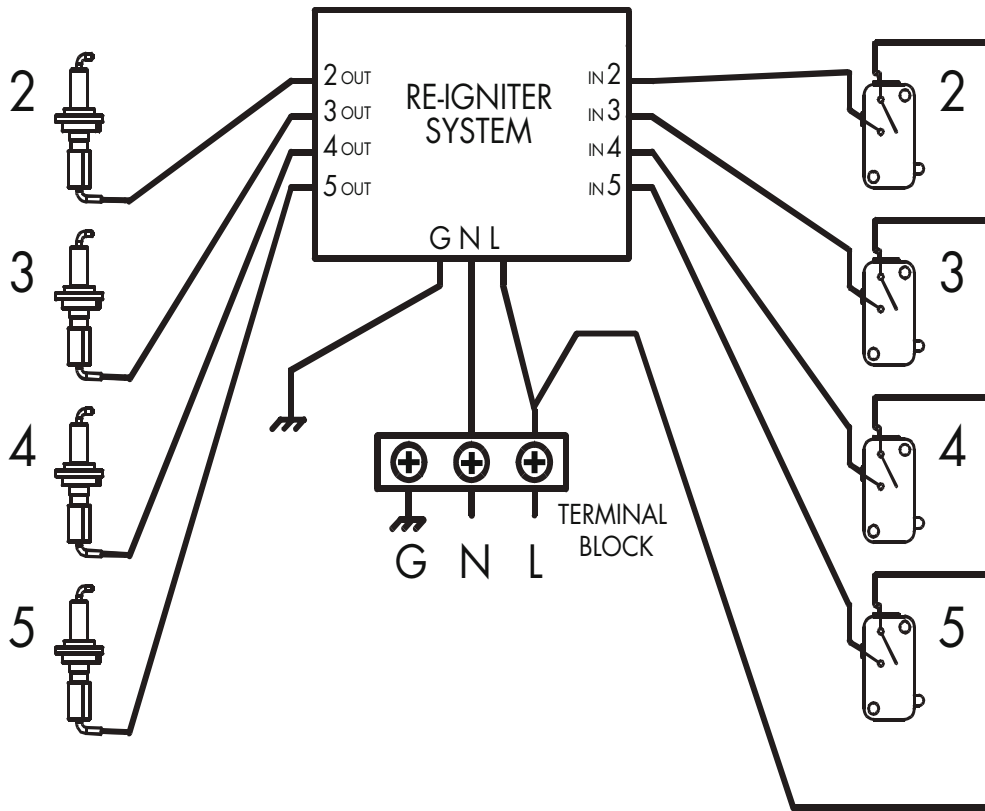 2
3
4
5
2 OUT
3 OUT
4 OUT
5 OUT
RE-IGNITER
SYSTEM
IN 2
IN 3
IN 4
IN 5
G N L
TERMINAL
BLOCK
G N L
2
3
4
5